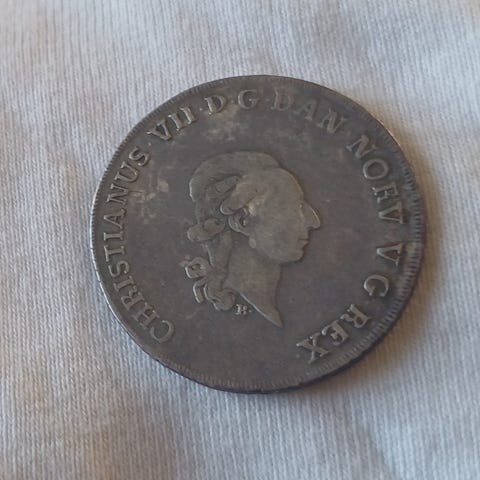 CHRISTIANUS·VII·D·G·DAN NORV V G REX
B·